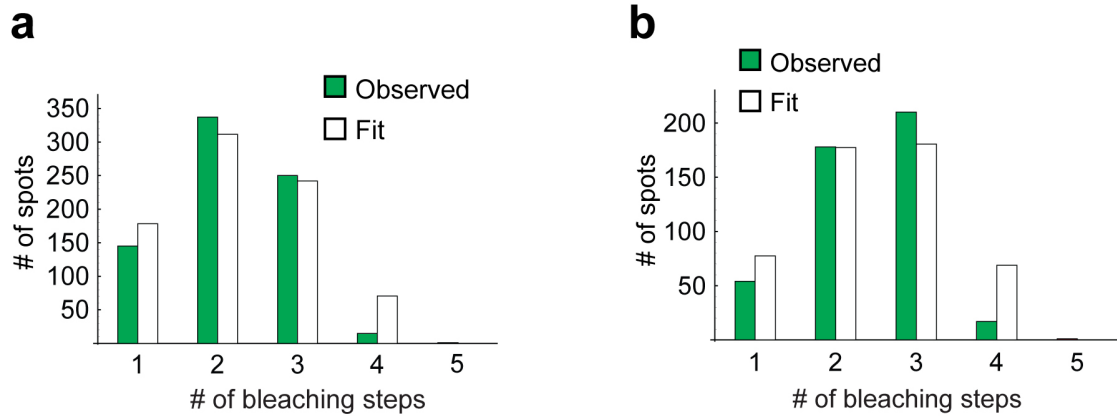 a
Observed
Fit
350
300
250
200
150
100
50
# of spots
1 2 3 4 5
# of bleaching steps
b
Observed
Fit
200
150
100
50
# of spots
1 2 3 4 5
# of bleaching steps